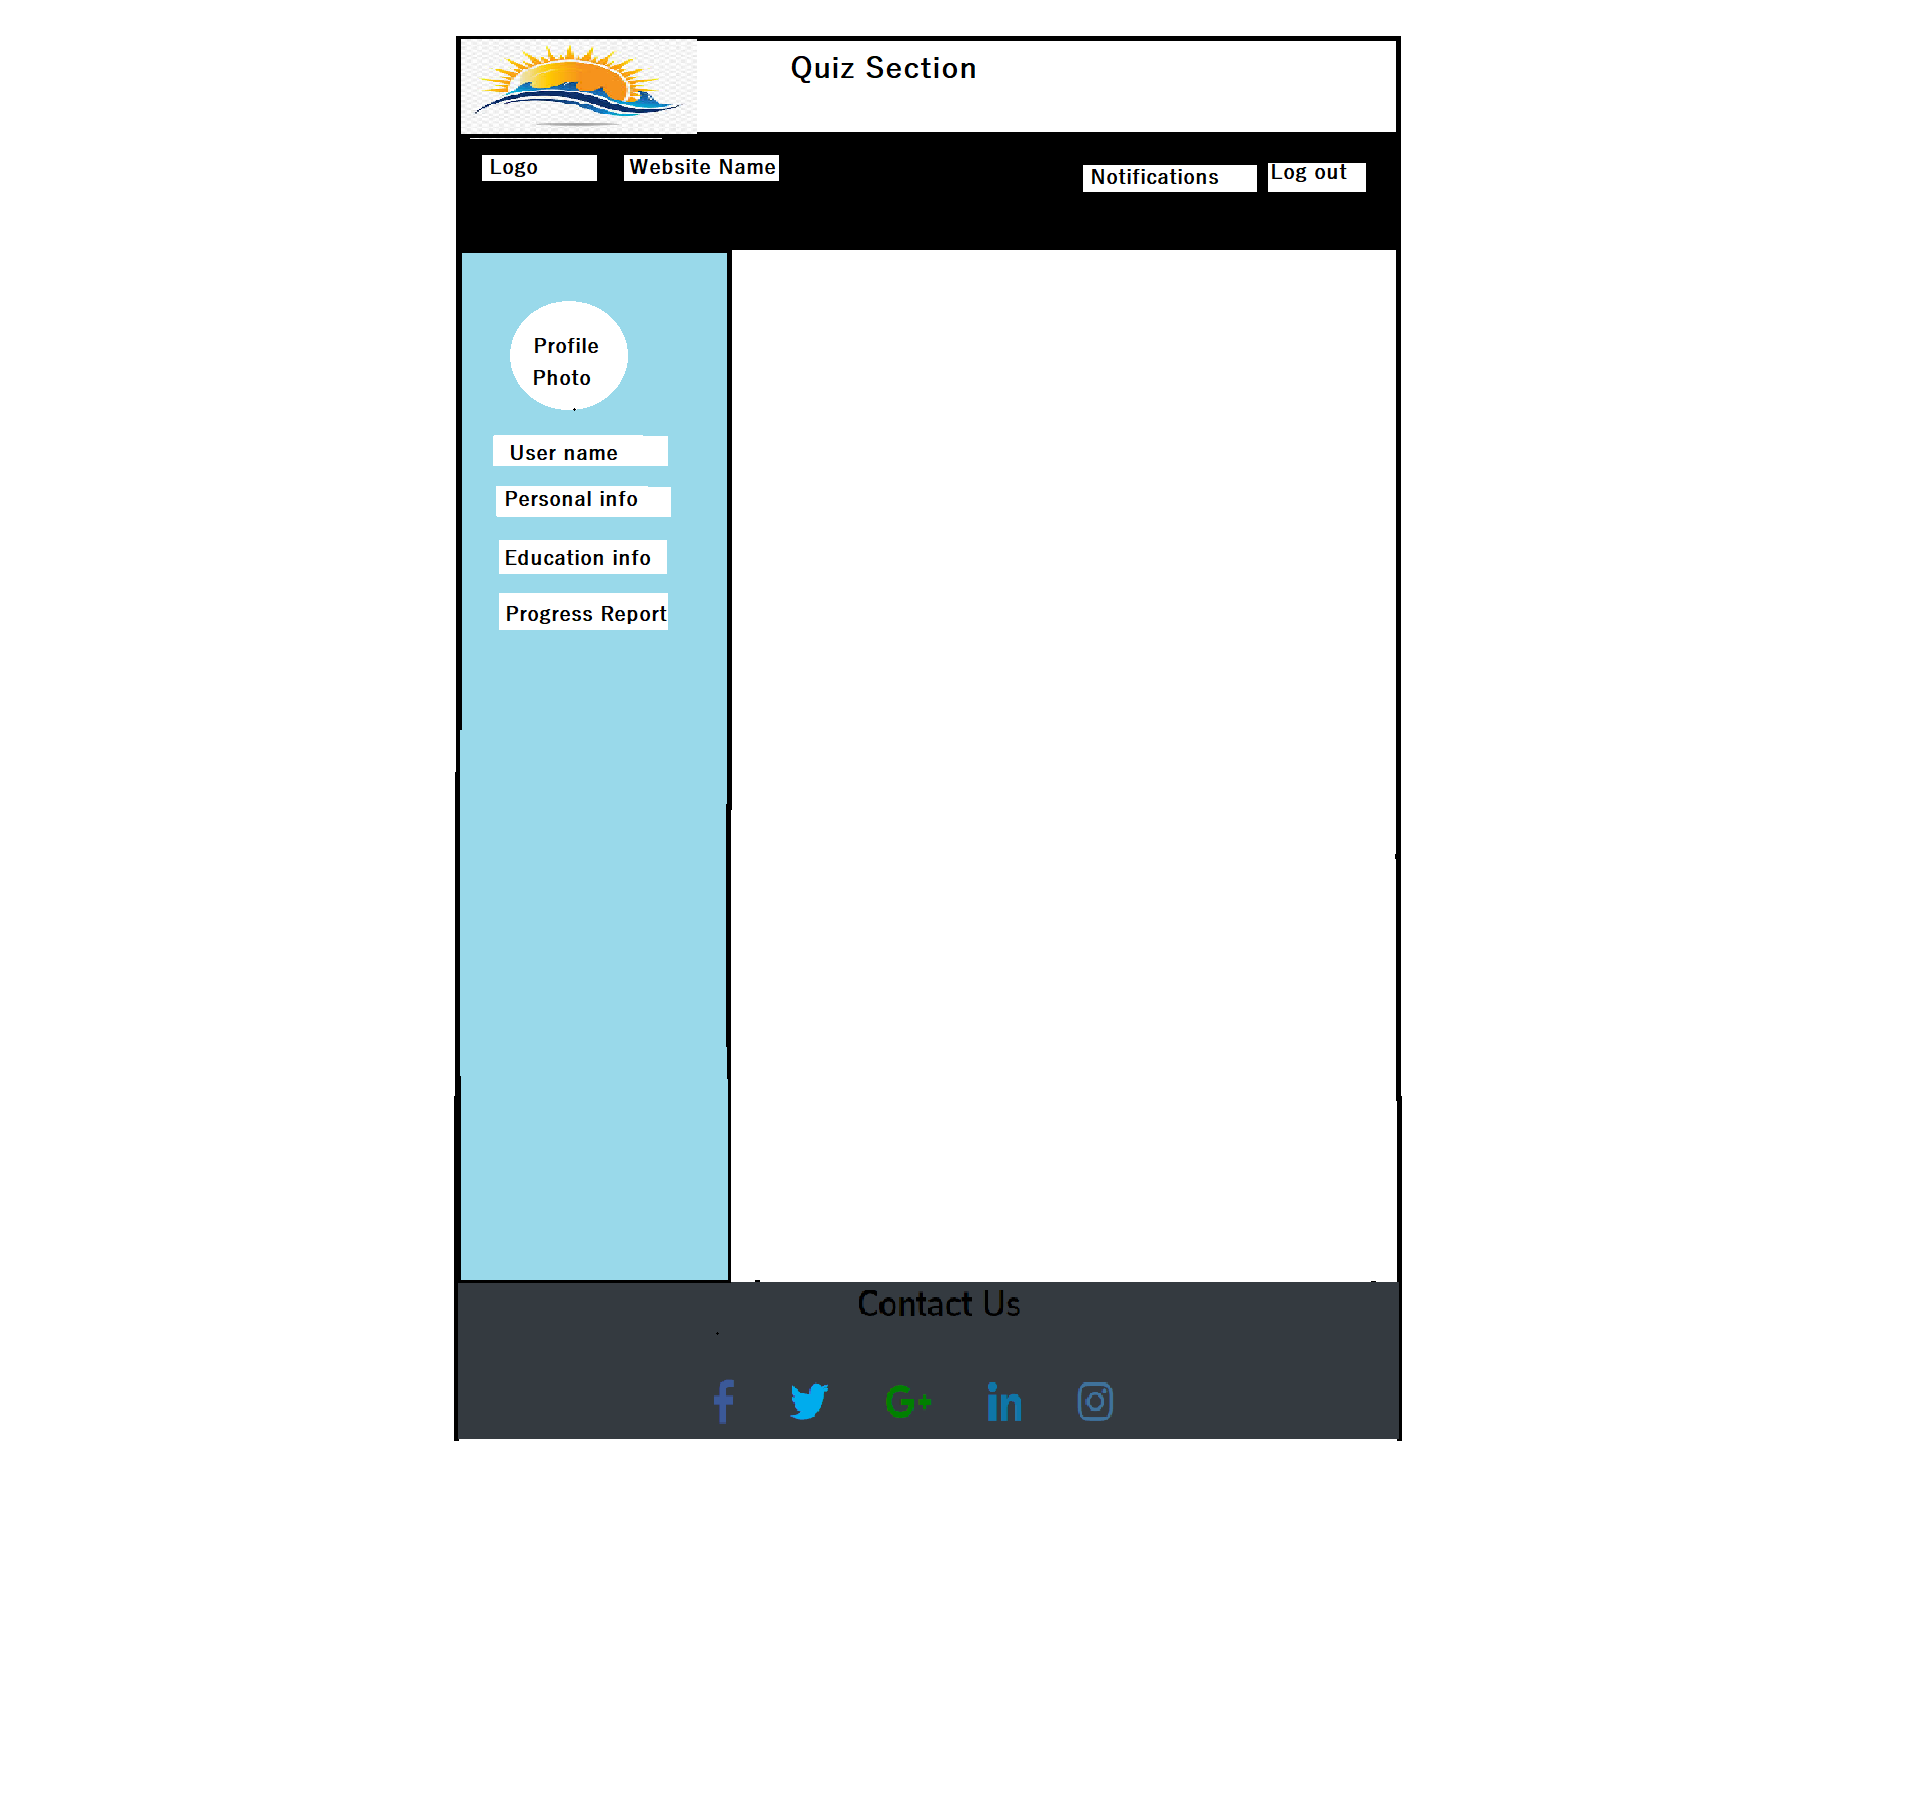 Quiz Section
Logo
Website Name
Notifications
Log out
Profile
Photo
User name
Personal info
Education info
Progress Report
Contact Us
f
G+
in